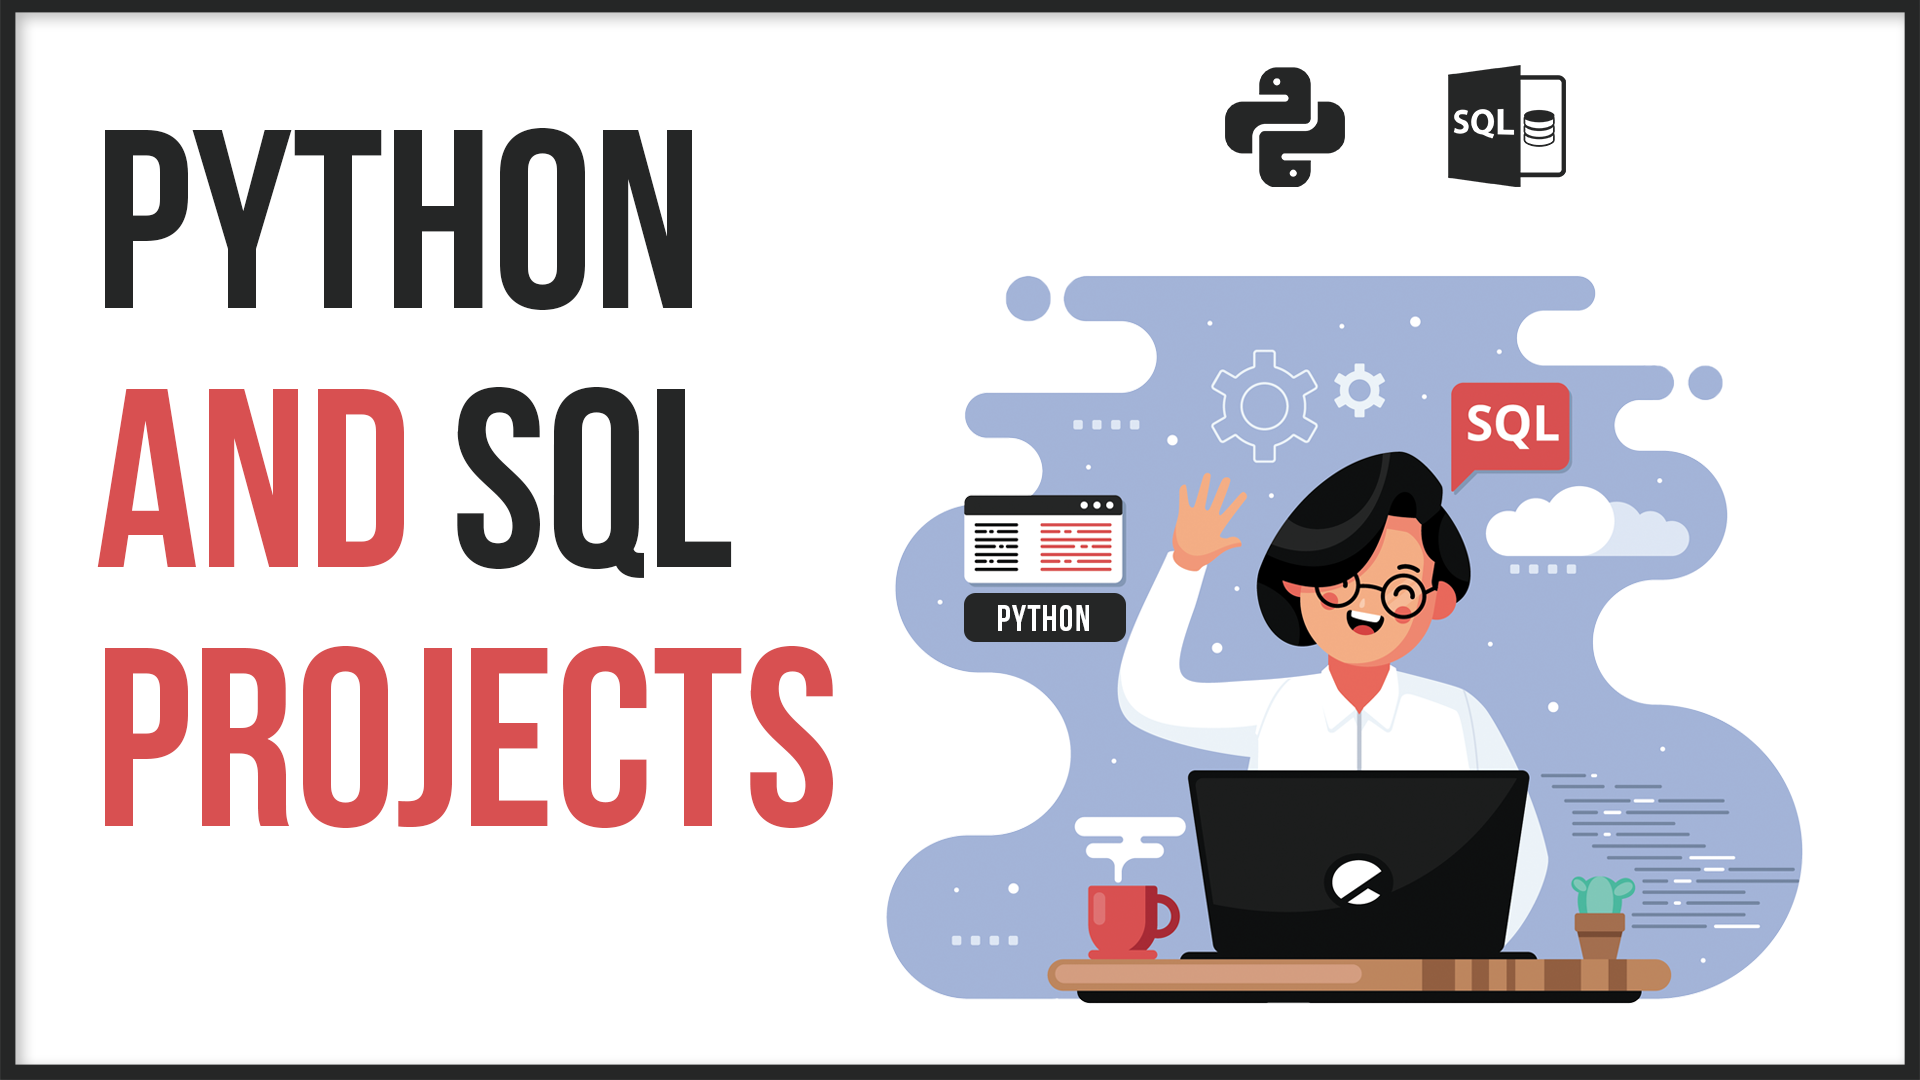 PYTHON
AND SQL
PROJECTS
SQL
SQL
PYTHON